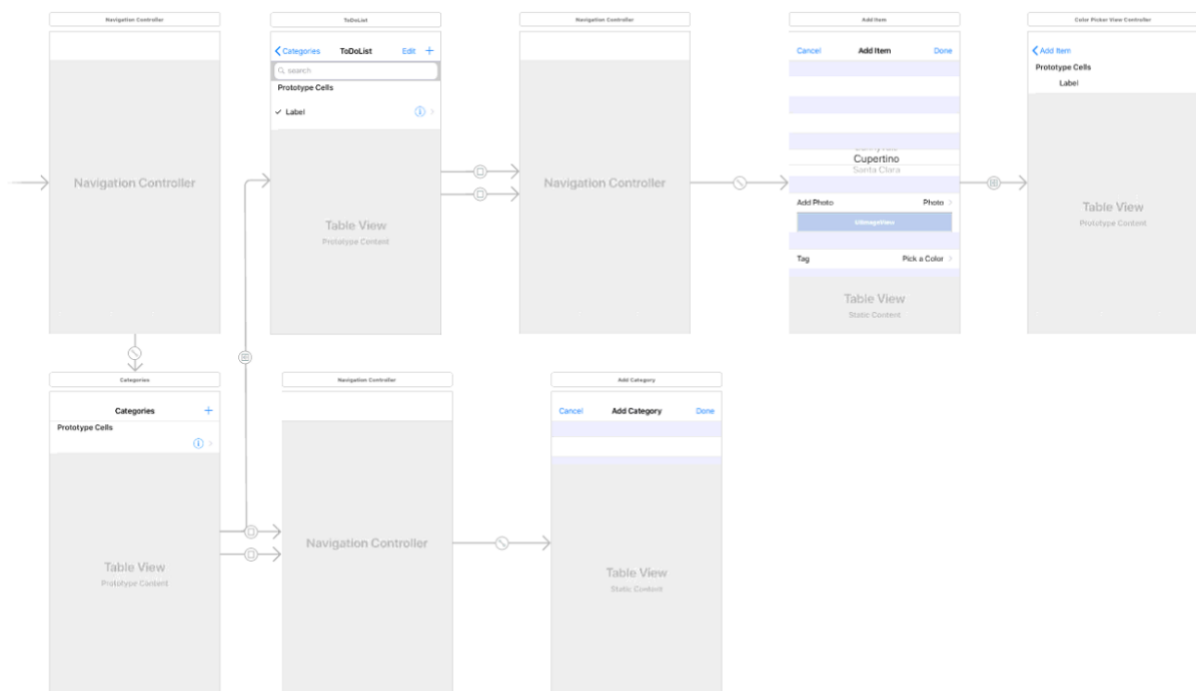 Navigation Controller
Navigation Controller
ToDoList
Categories ToDoList Edit +
search
Prototype Cells
Label
Table View
Prototype Content
Navigation Controller
Navigation Controller
Add Item
Cancel Add Item Done
Cupertino
Santa Clara
Add Photo Photo
UIImageView
Tag Pick a Color
Table View
Static Content
Color Picker View Controller
Add Item
Prototype Cells
Label
Table View
Prototype Content
Categories
Categories +
Prototype Cells
Table View
Prototype Content
Navigation Controller
Navigation Controller
Add Category
Cancel Add Category Done
Table View
Static Content